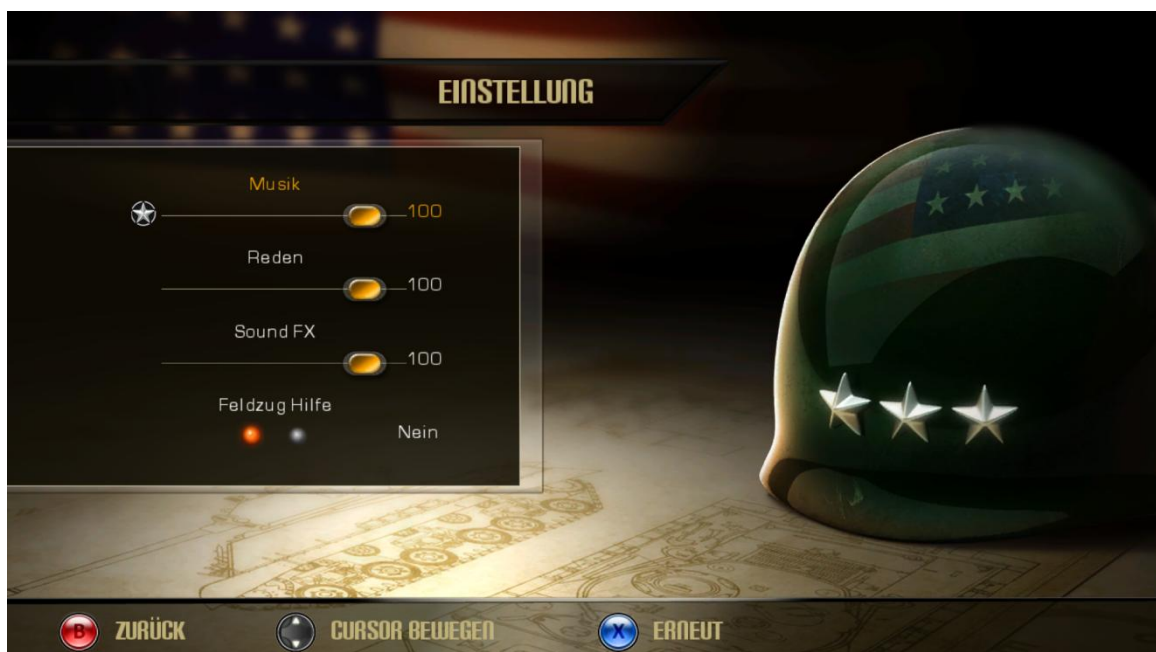 EINSTELLUNG
Musik
100
Reden
100
Sound FX
100
Feldzug Hilfe
Nein
B ZURÜCK CURSOR BEWEGEN X ERNEUT